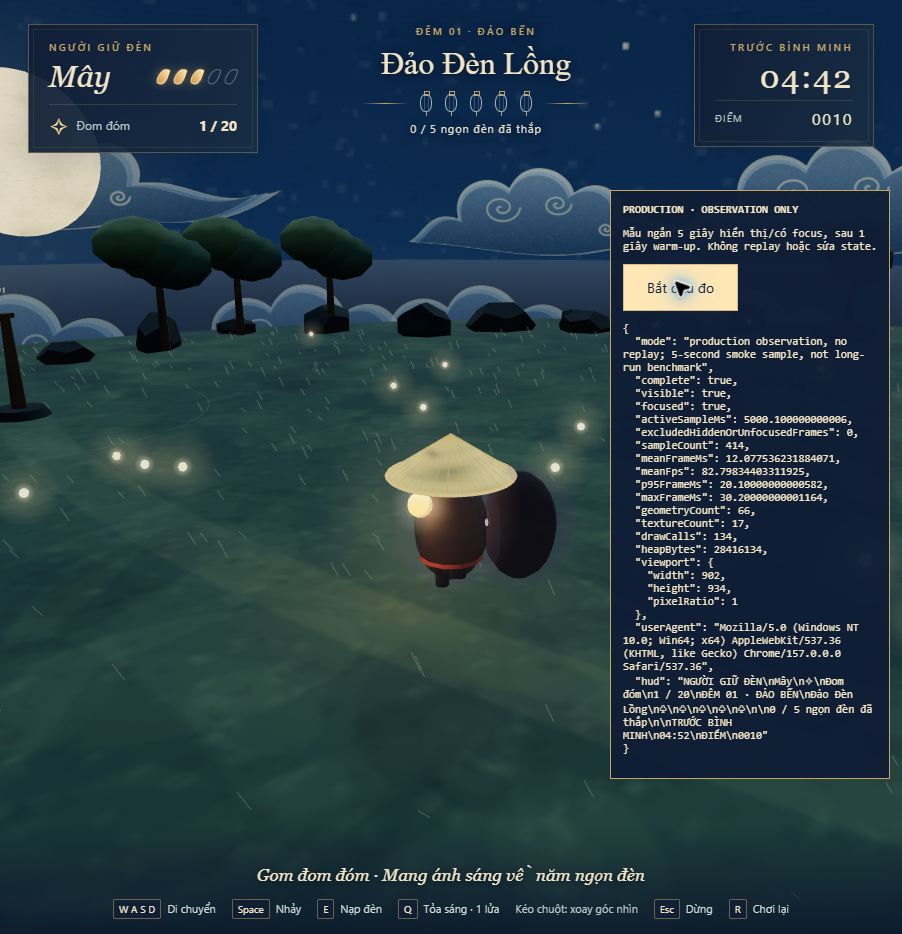 NGƯỜI GIỮ ĐÈN
Mây
Đom đóm
1 / 20
ĐÊM 01 · ĐẢO BẾN
Đảo Đèn Lồng
0 / 5 ngọn đèn đã thắp
TRƯỚC BÌNH MINH
04:42
ĐIỂM
0010
PRODUCTION · OBSERVATION ONLY
Mẫu ngắn 5 giây hiển thị/có focus, sau 1
giây warm-up. Không replay hoặc sửa state.
Bắt đầu đo
{
"mode": "production observation, no
replay; 5-second smoke sample, not long-
run benchmark",
"complete": true,
"visible": true,
"focused": true,
"activeSampleMs": 5000.100000000006,
"excludedHiddenOrUnfocusedFrames": 0,
"sampleCount": 414,
"meanFrameMs": 12.077536231884071,
"meanFps": 82.79834403311925,
"p95FrameMs": 20.10000000000582,
"maxFrameMs": 30.20000000001164,
"geometryCount": 66,
"textureCount": 17,
"drawCalls": 134,
"heapBytes": 28416134,
"viewport": {
"width": 902,
"height": 934,
"pixelRatio": 1
},
"userAgent": "Mozilla/5.0 (Windows NT
10.0; Win64; x64) AppleWebKit/537.36
(KHTML, like Gecko) Chrome/157.0.0.0
Safari/537.36",
"hud": "NGƯỜI GIỮ ĐÈN\nMây\n✧\nĐom
đóm\n1 / 20\nĐÊM 01 · ĐẢO BẾN\nĐảo Đèn
Lồng\n♧\n♧\n♧\n♧\n♧\n\n0 / 5 ngọn đèn đã
thắp\n\nTRƯỚC BÌNH
MINH\n04:52\nĐIỂM\n0010"
}
Gom đom đóm · Mang ánh sáng về năm ngọn đèn
W A S D Di chuyển Space Nhảy E Nạp đèn Q Tỏa sáng · 1 lửa Kéo chuột: xoay góc nhìn Esc Dừng R Chơi lại